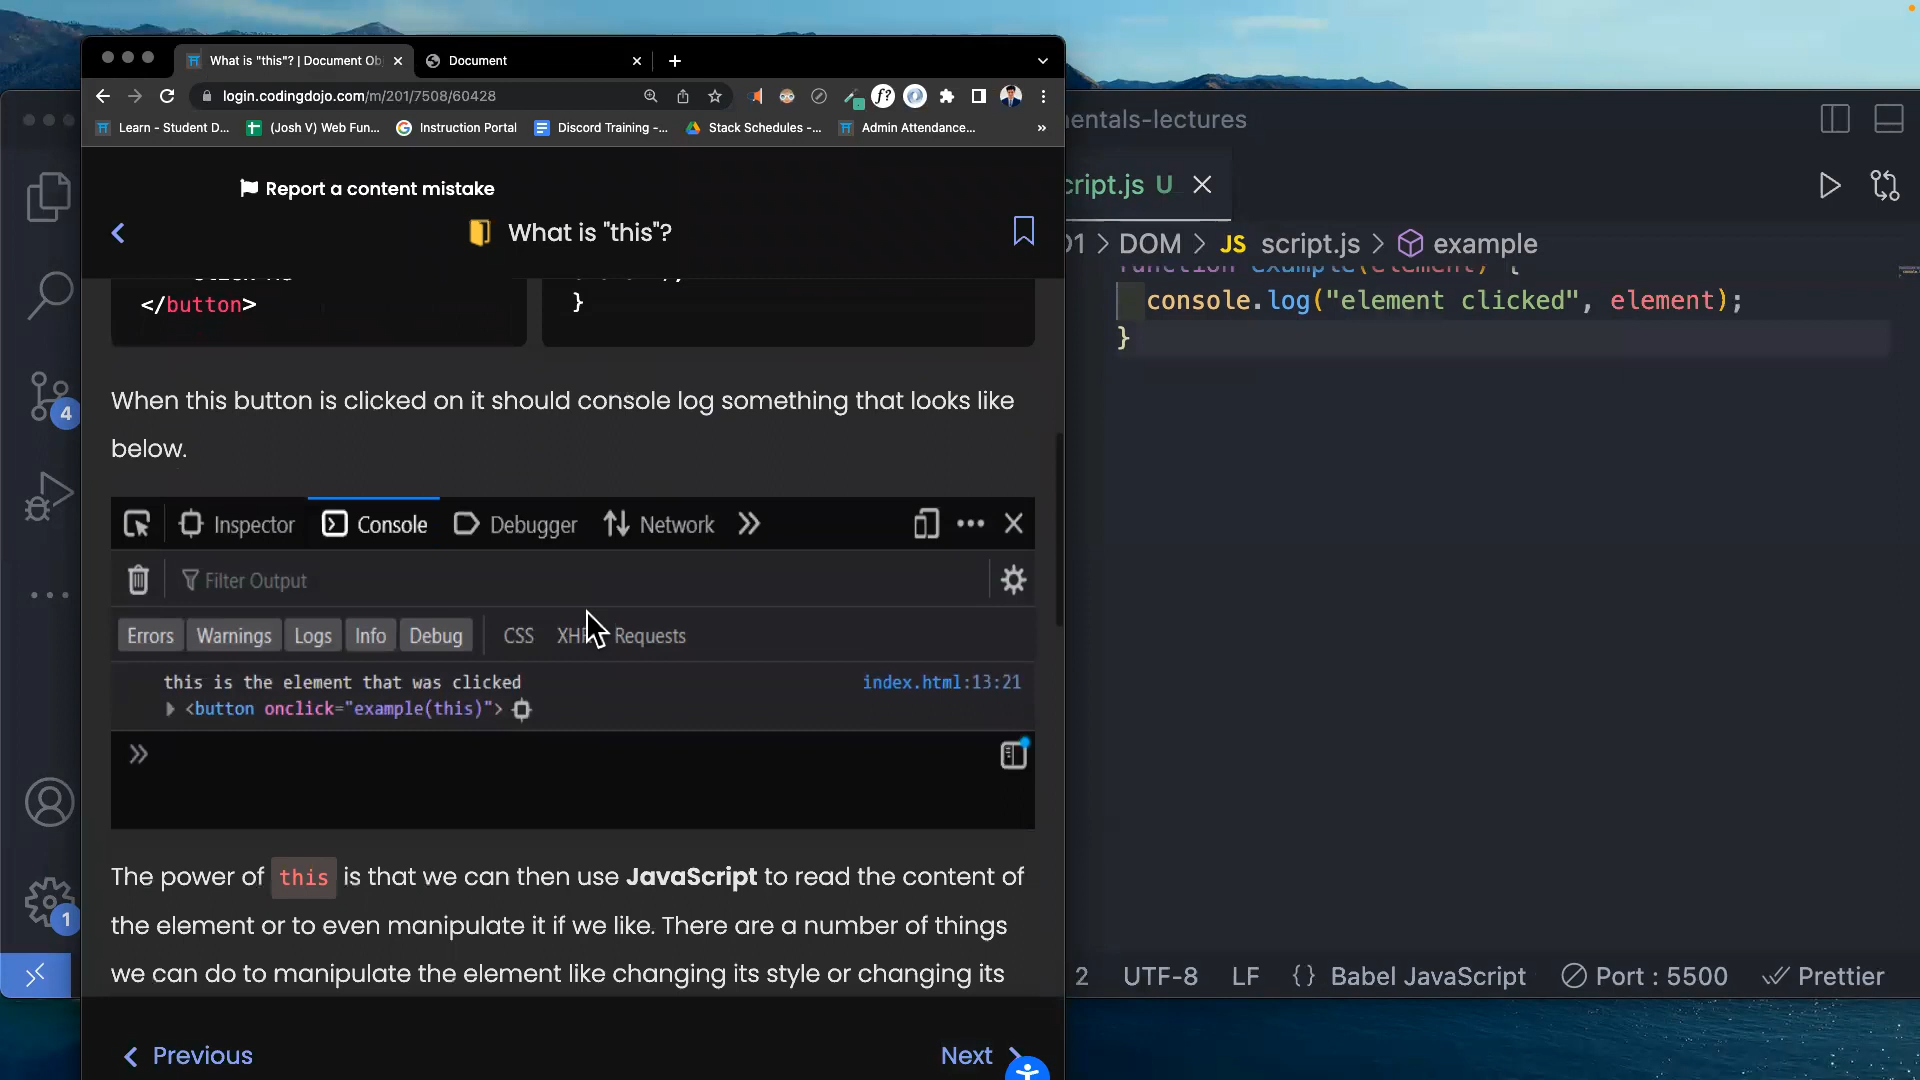 What is "this"? | Document Ob
Document
login.codingdojo.com/m/201/7508/60428
f?
Learn - Student D...
(Josh V) Web Fun...
Instruction Portal
Discord Training -...
Stack Schedules -...
Admin Attendance...
»
Report a content mistake
What is "this"?
</button>
}
When this button is clicked on it should console log something that looks like
below.
Inspector
Console
Debugger
Network
Filter Output
Errors
Warnings
Logs
Info
Debug
CSS
Requests
this is the element that was clicked
index.html:13:21
<button onclick="example(this)">
The power of this is that we can then use JavaScript to read the content of
the element or to even manipulate it if we like. There are a number of things
we can do to manipulate the element like changing its style or changing its
Previous
Next
4
1
entals-lectures
cript.js U
01 > DOM > JS script.js > example
function example(element) {
console.log("element clicked", element);
}
2
UTF-8
LF
{} Babel JavaScript
Port : 5500
Prettier